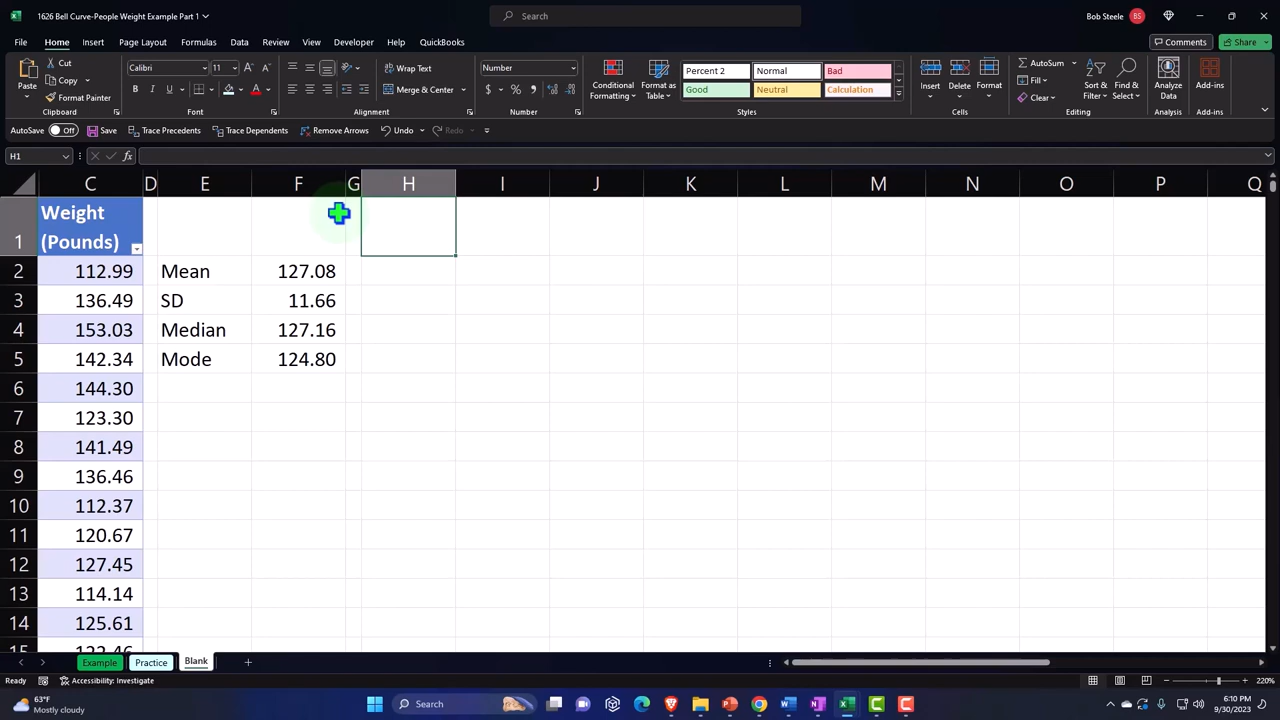 1626 Bell Curve-People Weight Example Part 1
Search
Bob Steele BS
File Home Insert Page Layout Formulas Data Review View Developer Help QuickBooks
Comments Share
Paste
Cut
Copy
Format Painter
Clipboard
Calibri 11
B I U
Font
Wrap Text
Merge & Center
Alignment
Number
$ % 
Number
Conditional Formatting
Format as Table
Percent 2 Normal Bad
Good Neutral Calculation
Styles
Insert Delete Format
Cells
AutoSum
Fill
Clear
Sort & Filter
Find & Select
Editing
Analyze Data
Analysis
Add-ins
Add-ins
AutoSave Off Save Trace Precedents Trace Dependents Remove Arrows Undo Redo
H1 fx
C D E F G H I J K L M N O P Q
1 Weight
(Pounds)
2 112.99 Mean 127.08
3 136.49 SD 11.66
4 153.03 Median 127.16
5 142.34 Mode 124.80
6 144.30
7 123.30
8 141.49
9 136.46
10 112.37
11 120.67
12 127.45
13 114.14
14 125.61
15
Example Practice Blank
Ready Accessibility: Investigate 220%
63°F
Mostly cloudy
Search
6:10 PM
9/30/2023